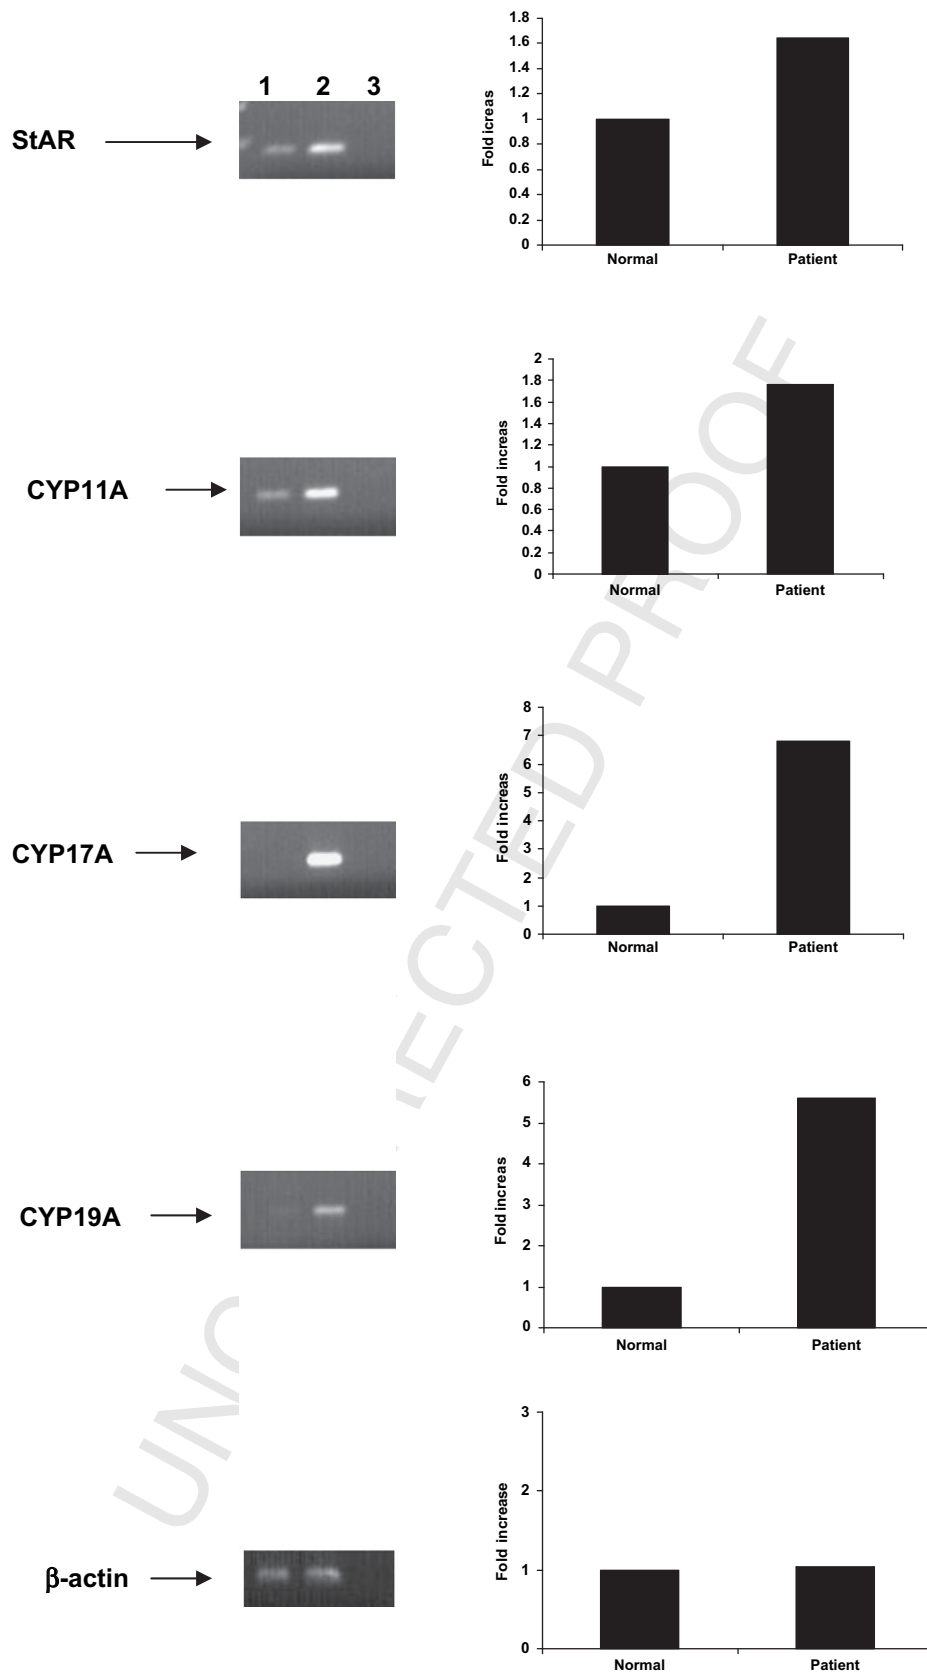 1 2 3
StAR
1.8
1.6
1.4
1.2
1
0.8
0.6
0.4
0.2
0
Fold icreas
Normal Patient
CYP11A
2
1.8
1.6
1.4
1.2
1
0.8
0.6
0.4
0.2
0
Fold increas
Normal Patient
CYP17A
8
7
6
5
4
3
2
1
0
Fold increas
Normal Patient
CYP19A
6
5
4
3
2
1
0
Fold increas
Normal Patient
β-actin
3
2
1
0
Fold increase
Normal Patient